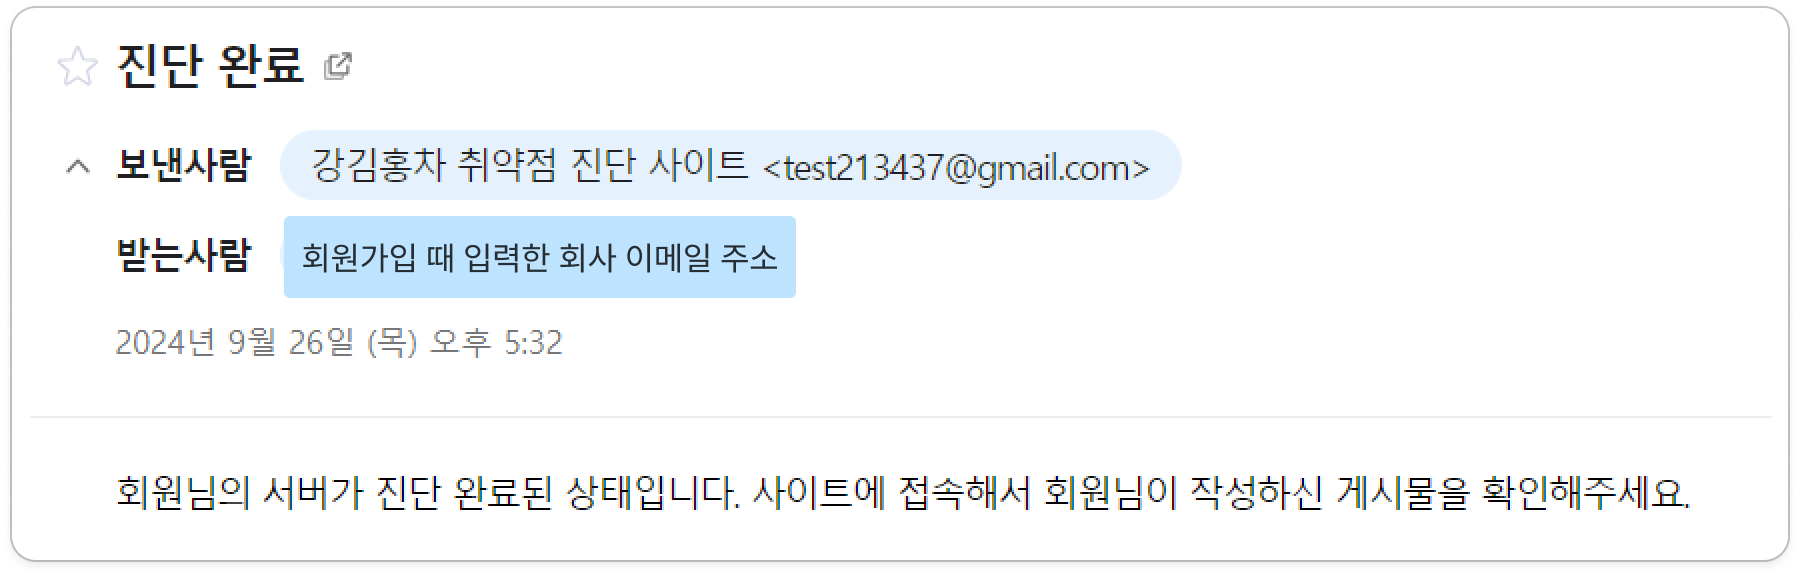 진단 완료
보낸사람 강김홍차 취약점 진단 사이트 <test213437@gmail.com>
받는사람 회원가입 때 입력한 회사 이메일 주소
2024년 9월 26일 (목) 오후 5:32
회원님의 서버가 진단 완료된 상태입니다. 사이트에 접속해서 회원님이 작성하신 게시물을 확인해주세요.